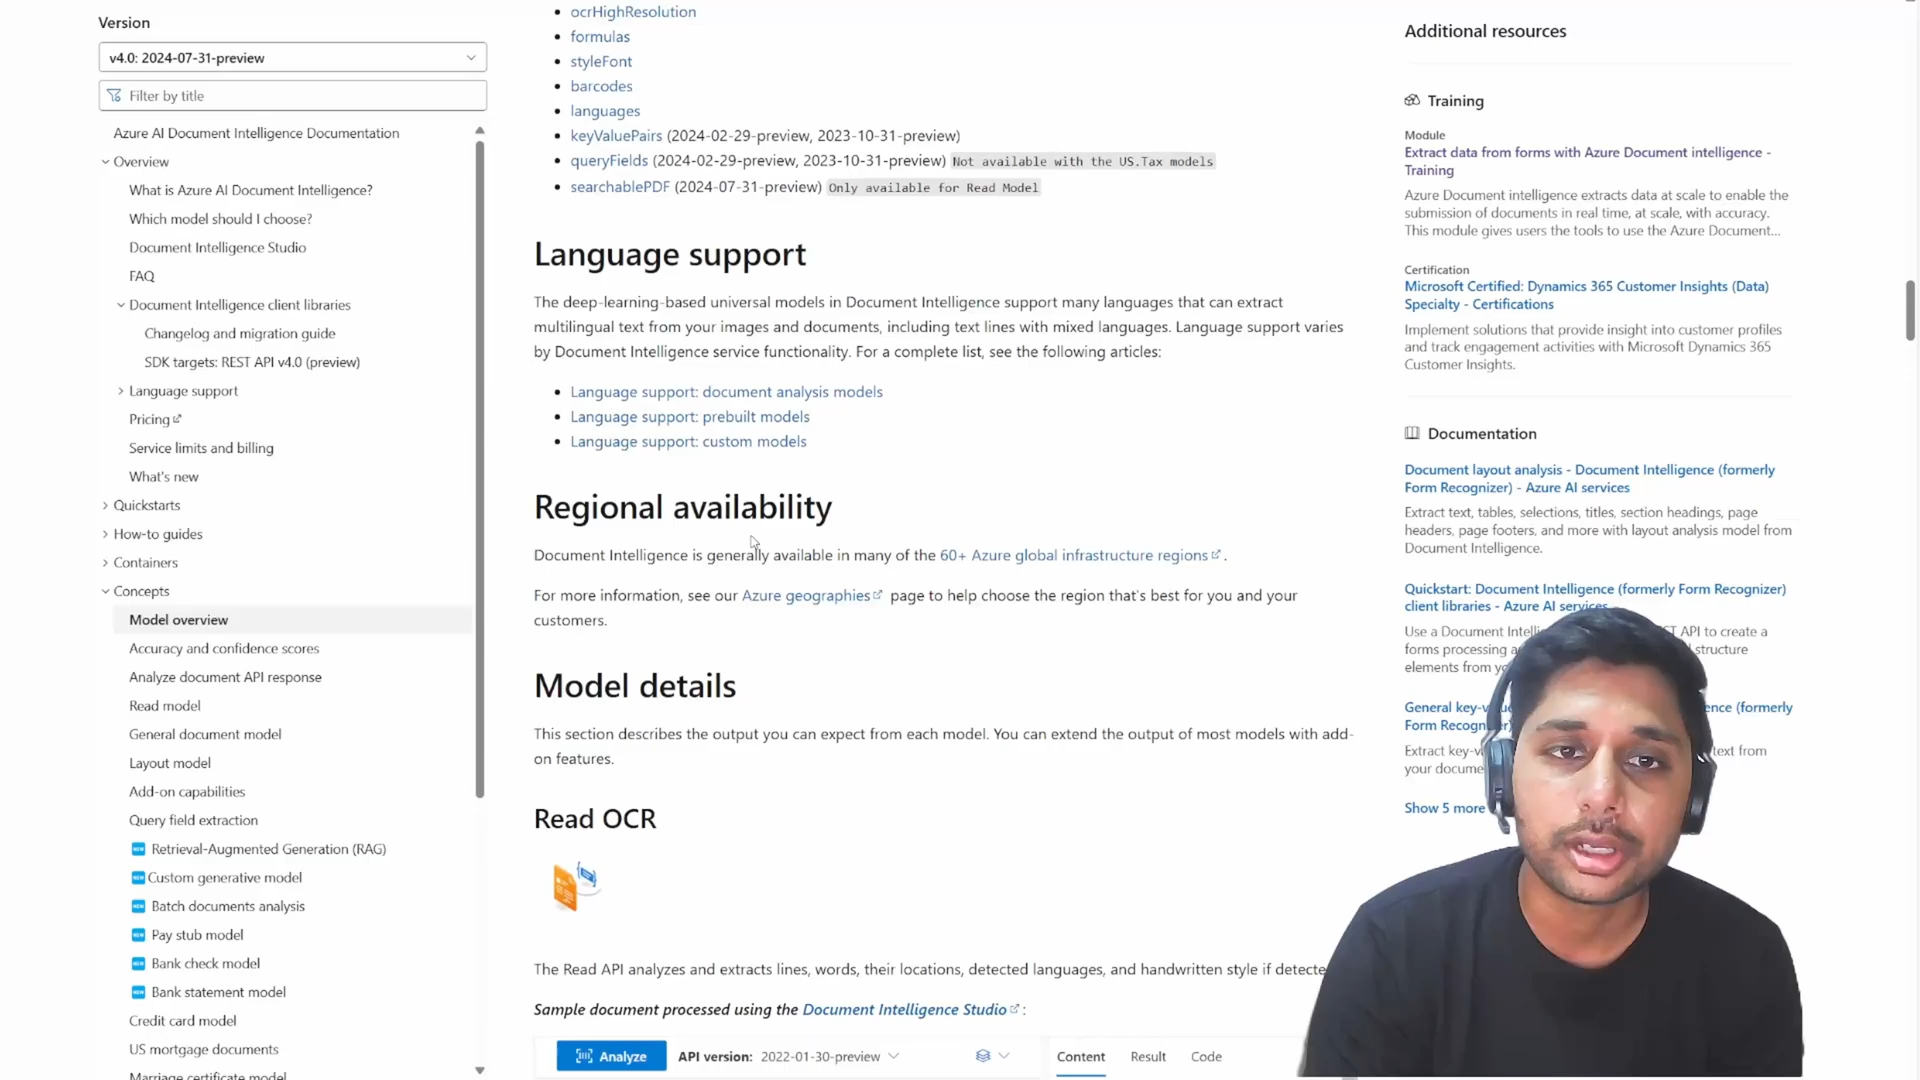 Version
v4.0: 2024-07-31-preview
Filter by title
Azure AI Document Intelligence Documentation
Overview
What is Azure AI Document Intelligence?
Which model should I choose?
Document Intelligence Studio
FAQ
Document Intelligence client libraries
Changelog and migration guide
SDK targets: REST API v4.0 (preview)
Language support
Pricing
Service limits and billing
What's new
Quickstarts
How-to guides
Containers
Concepts
Model overview
Accuracy and confidence scores
Analyze document API response
Read model
General document model
Layout model
Add-on capabilities
Query field extraction
Retrieval-Augmented Generation (RAG)
Custom generative model
Batch documents analysis
Pay stub model
Bank check model
Bank statement model
Credit card model
US mortgage documents
Marriage certificate model
ocrHighResolution
formulas
styleFont
barcodes
languages
keyValuePairs (2024-02-29-preview, 2023-10-31-preview)
queryFields (2024-02-29-preview, 2023-10-31-preview) Not available with the US.Tax models
searchablePDF (2024-07-31-preview) Only available for Read Model
Language support
The deep-learning-based universal models in Document Intelligence support many languages that can extract
multilingual text from your images and documents, including text lines with mixed languages. Language support varies
by Document Intelligence service functionality. For a complete list, see the following articles:
Language support: document analysis models
Language support: prebuilt models
Language support: custom models
Regional availability
Document Intelligence is generally available in many of the 60+ Azure global infrastructure regions.
For more information, see our Azure geographies page to help choose the region that's best for you and your
customers.
Model details
This section describes the output you can expect from each model. You can extend the output of most models with add-
on features.
Read OCR
The Read API analyzes and extracts lines, words, their locations, detected languages, and handwritten style if detecte
Sample document processed using the Document Intelligence Studio:
Analyze API version: 2022-01-30-preview Content Result Code
Additional resources
Training
Module
Extract data from forms with Azure Document intelligence -
Training
Azure Document intelligence extracts data at scale to enable the
submission of documents in real time, at scale, with accuracy.
This module gives users the tools to use the Azure Document...
Certification
Microsoft Certified: Dynamics 365 Customer Insights (Data)
Specialty - Certifications
Implement solutions that provide insight into customer profiles
and track engagement activities with Microsoft Dynamics 365
Customer Insights.
Documentation
Document layout analysis - Document Intelligence (formerly
Form Recognizer) - Azure AI services
Extract text, tables, selections, titles, section headings, page
headers, page footers, and more with layout analysis model from
Document Intelligence.
Quickstart: Document Intelligence (formerly Form Recognizer)
client libraries - Azure AI services
Use a Document API to create a
forms processing structure
elements from
General (formerly
Form
Extract text from
your
Show 5 more